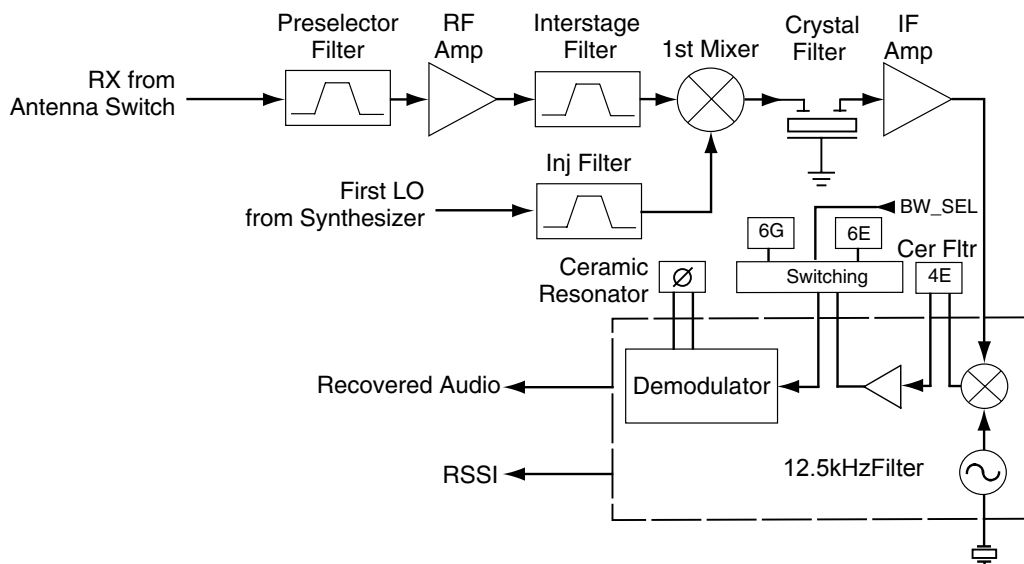 Preselector
Filter
RF
Amp
Interstage
Filter
1st Mixer
Crystal
Filter
IF
Amp
RX from
Antenna Switch
Inj Filter
First LO
from Synthesizer
BW_SEL
6G
6E
Cer Fltr
Switching
4E
Ceramic
Resonator
Ø
Demodulator
Recovered Audio
12.5kHzFilter
RSSI